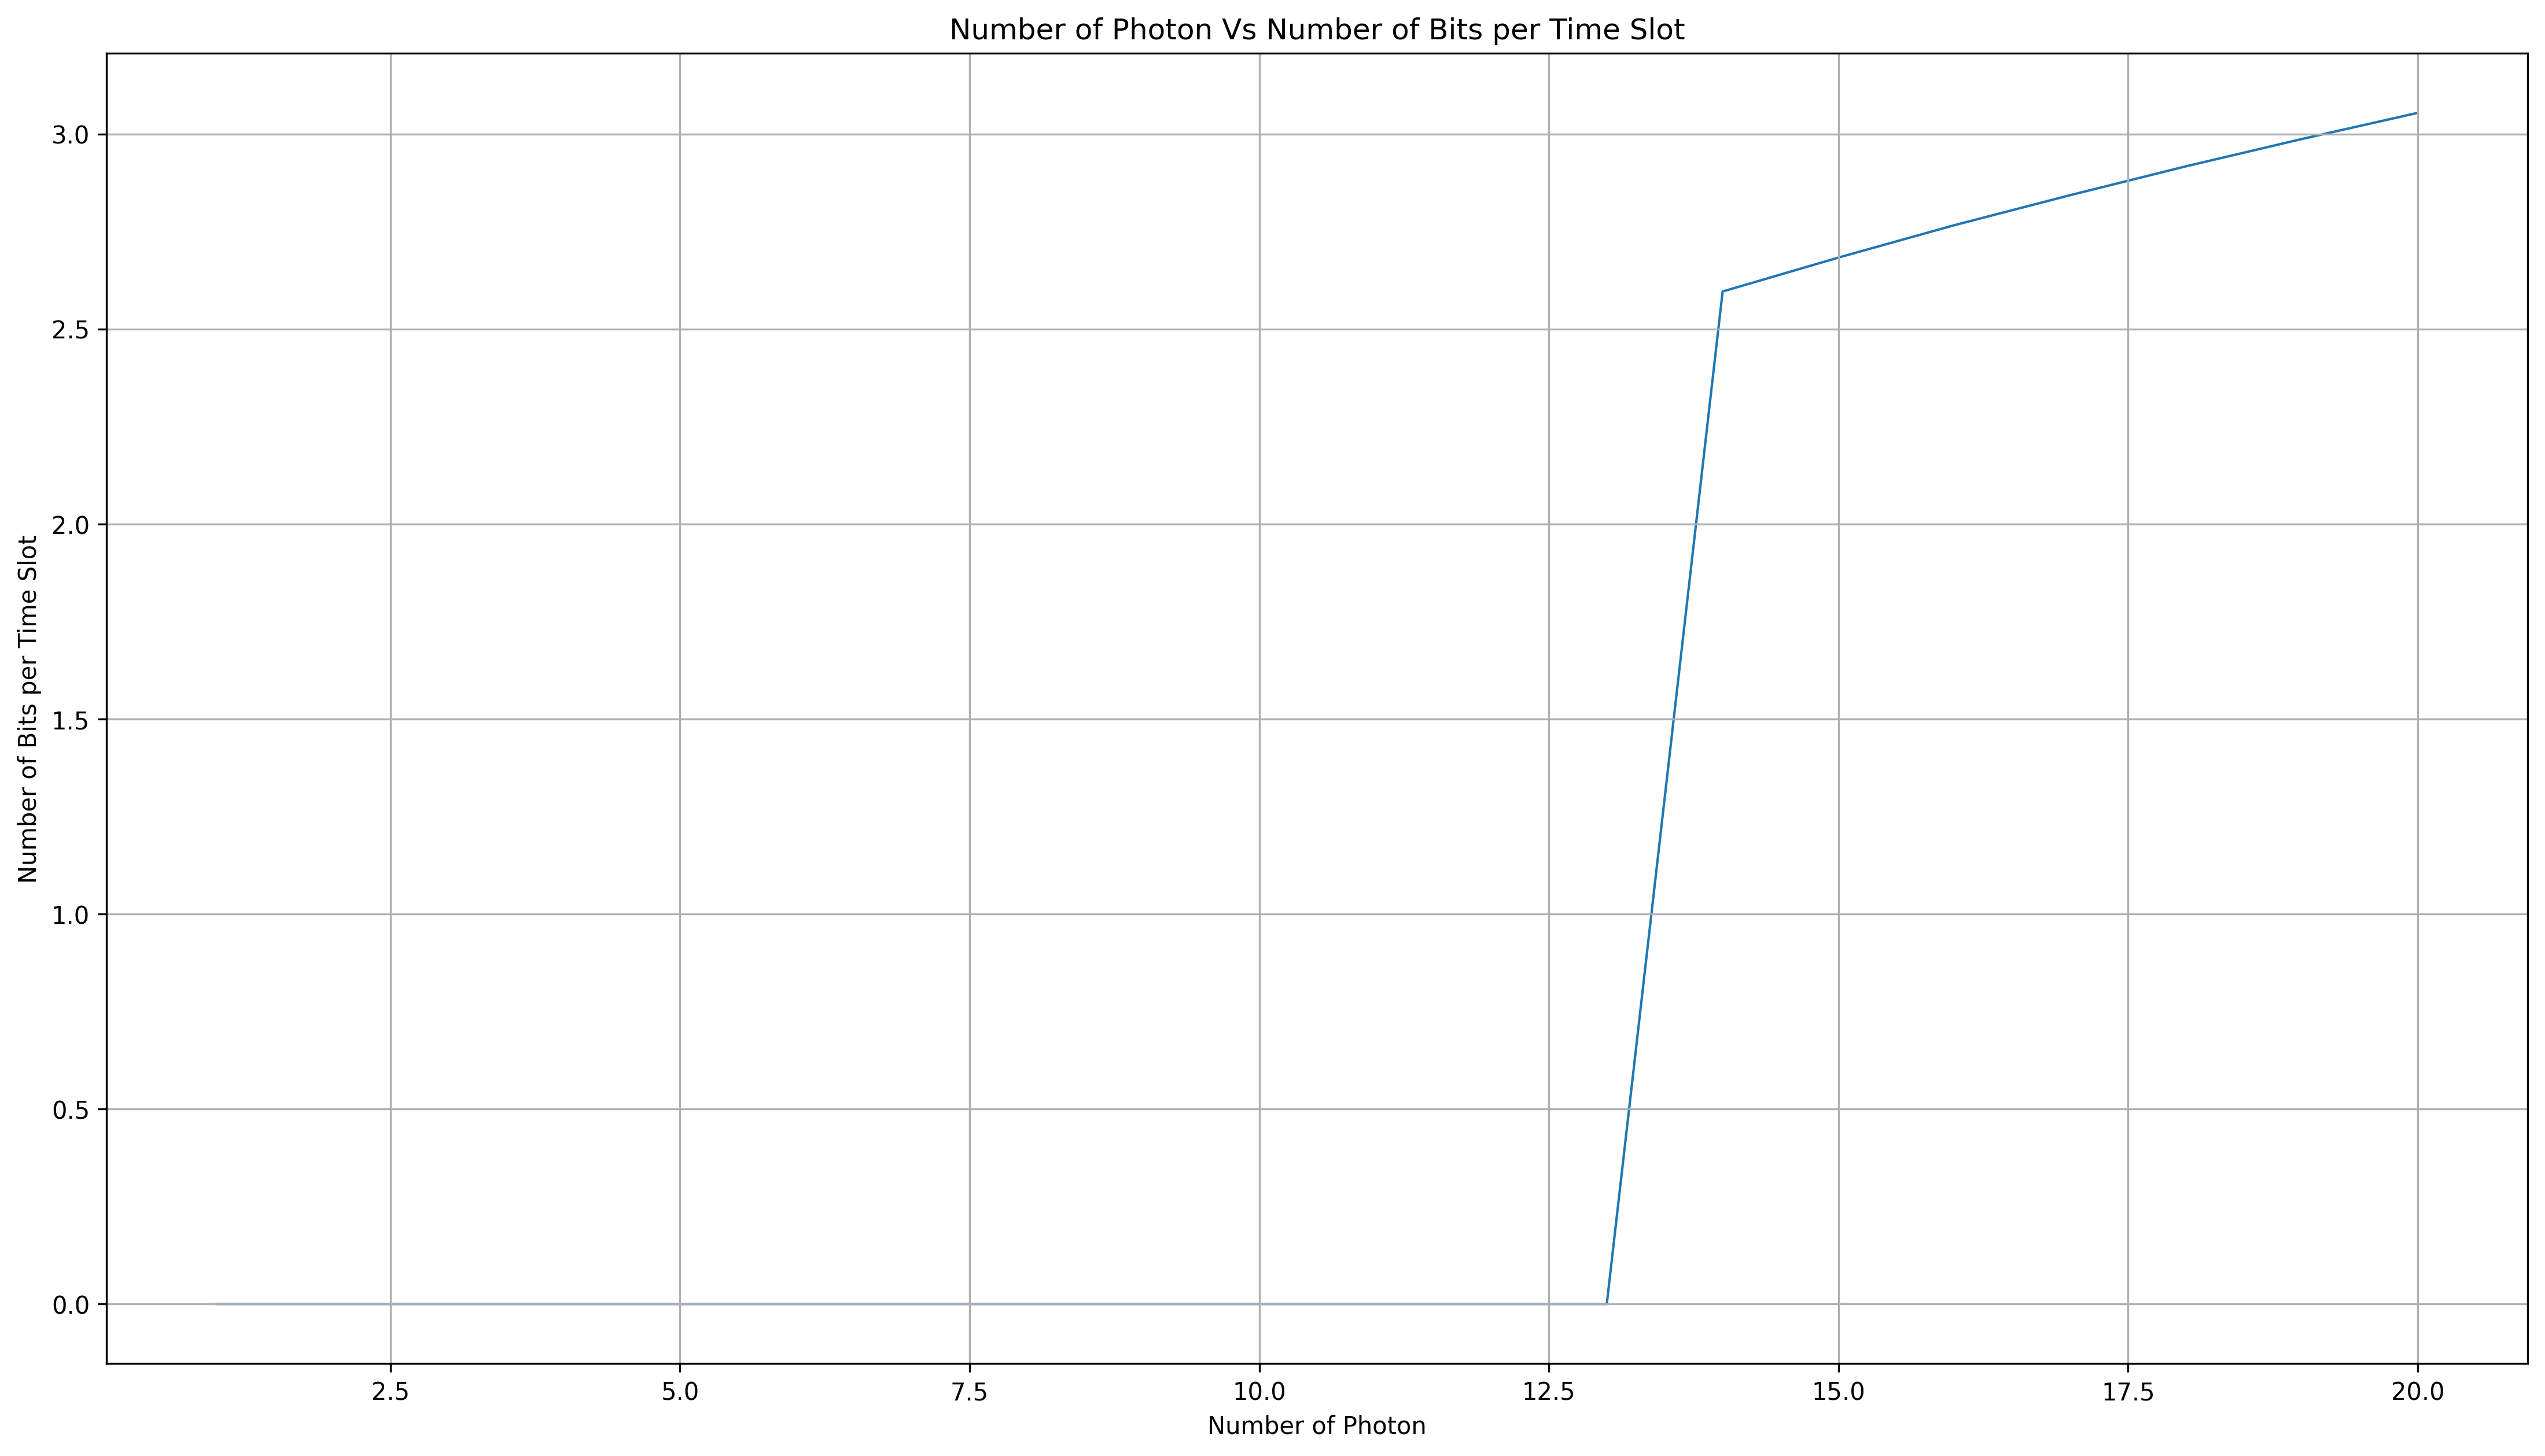 Number of Photon Vs Number of Bits per Time Slot
3.0
2.5
2.0
1.5
1.0
0.5
0.0
Number of Bits per Time Slot
2.5 5.0 7.5 10.0 12.5 15.0 17.5 20.0
Number of Photon